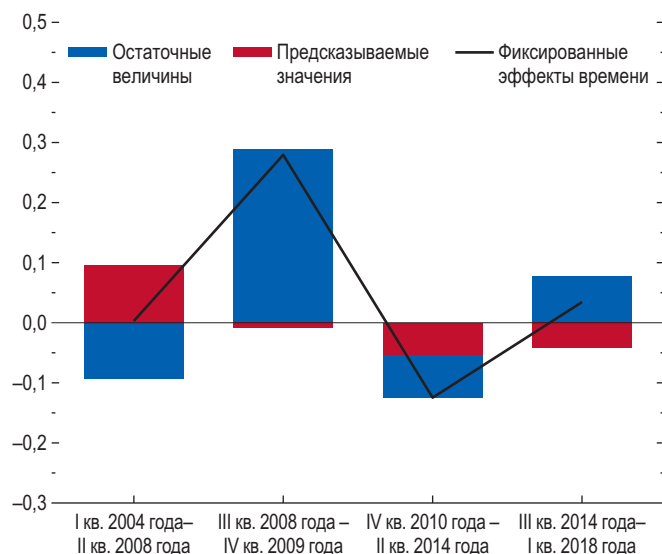 0,5
Остаточные величины
Предсказываемые значения
Фиксированные эффекты времени
0,4
0,3
0,2
0,1
0,0
–0,1
–0,2
–0,3
I кв. 2004 года–
II кв. 2008 года
III кв. 2008 года –
IV кв. 2009 года
IV кв. 2010 года –
II кв. 2014 года
III кв. 2014 года–
I кв. 2018 года